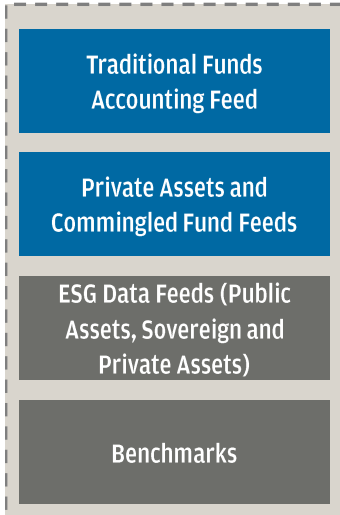 Traditional Funds
Accounting Feed
Private Assets and
Commingled Fund Feeds
ESG Data Feeds (Public
Assets, Sovereign and
Private Assets)
Benchmarks